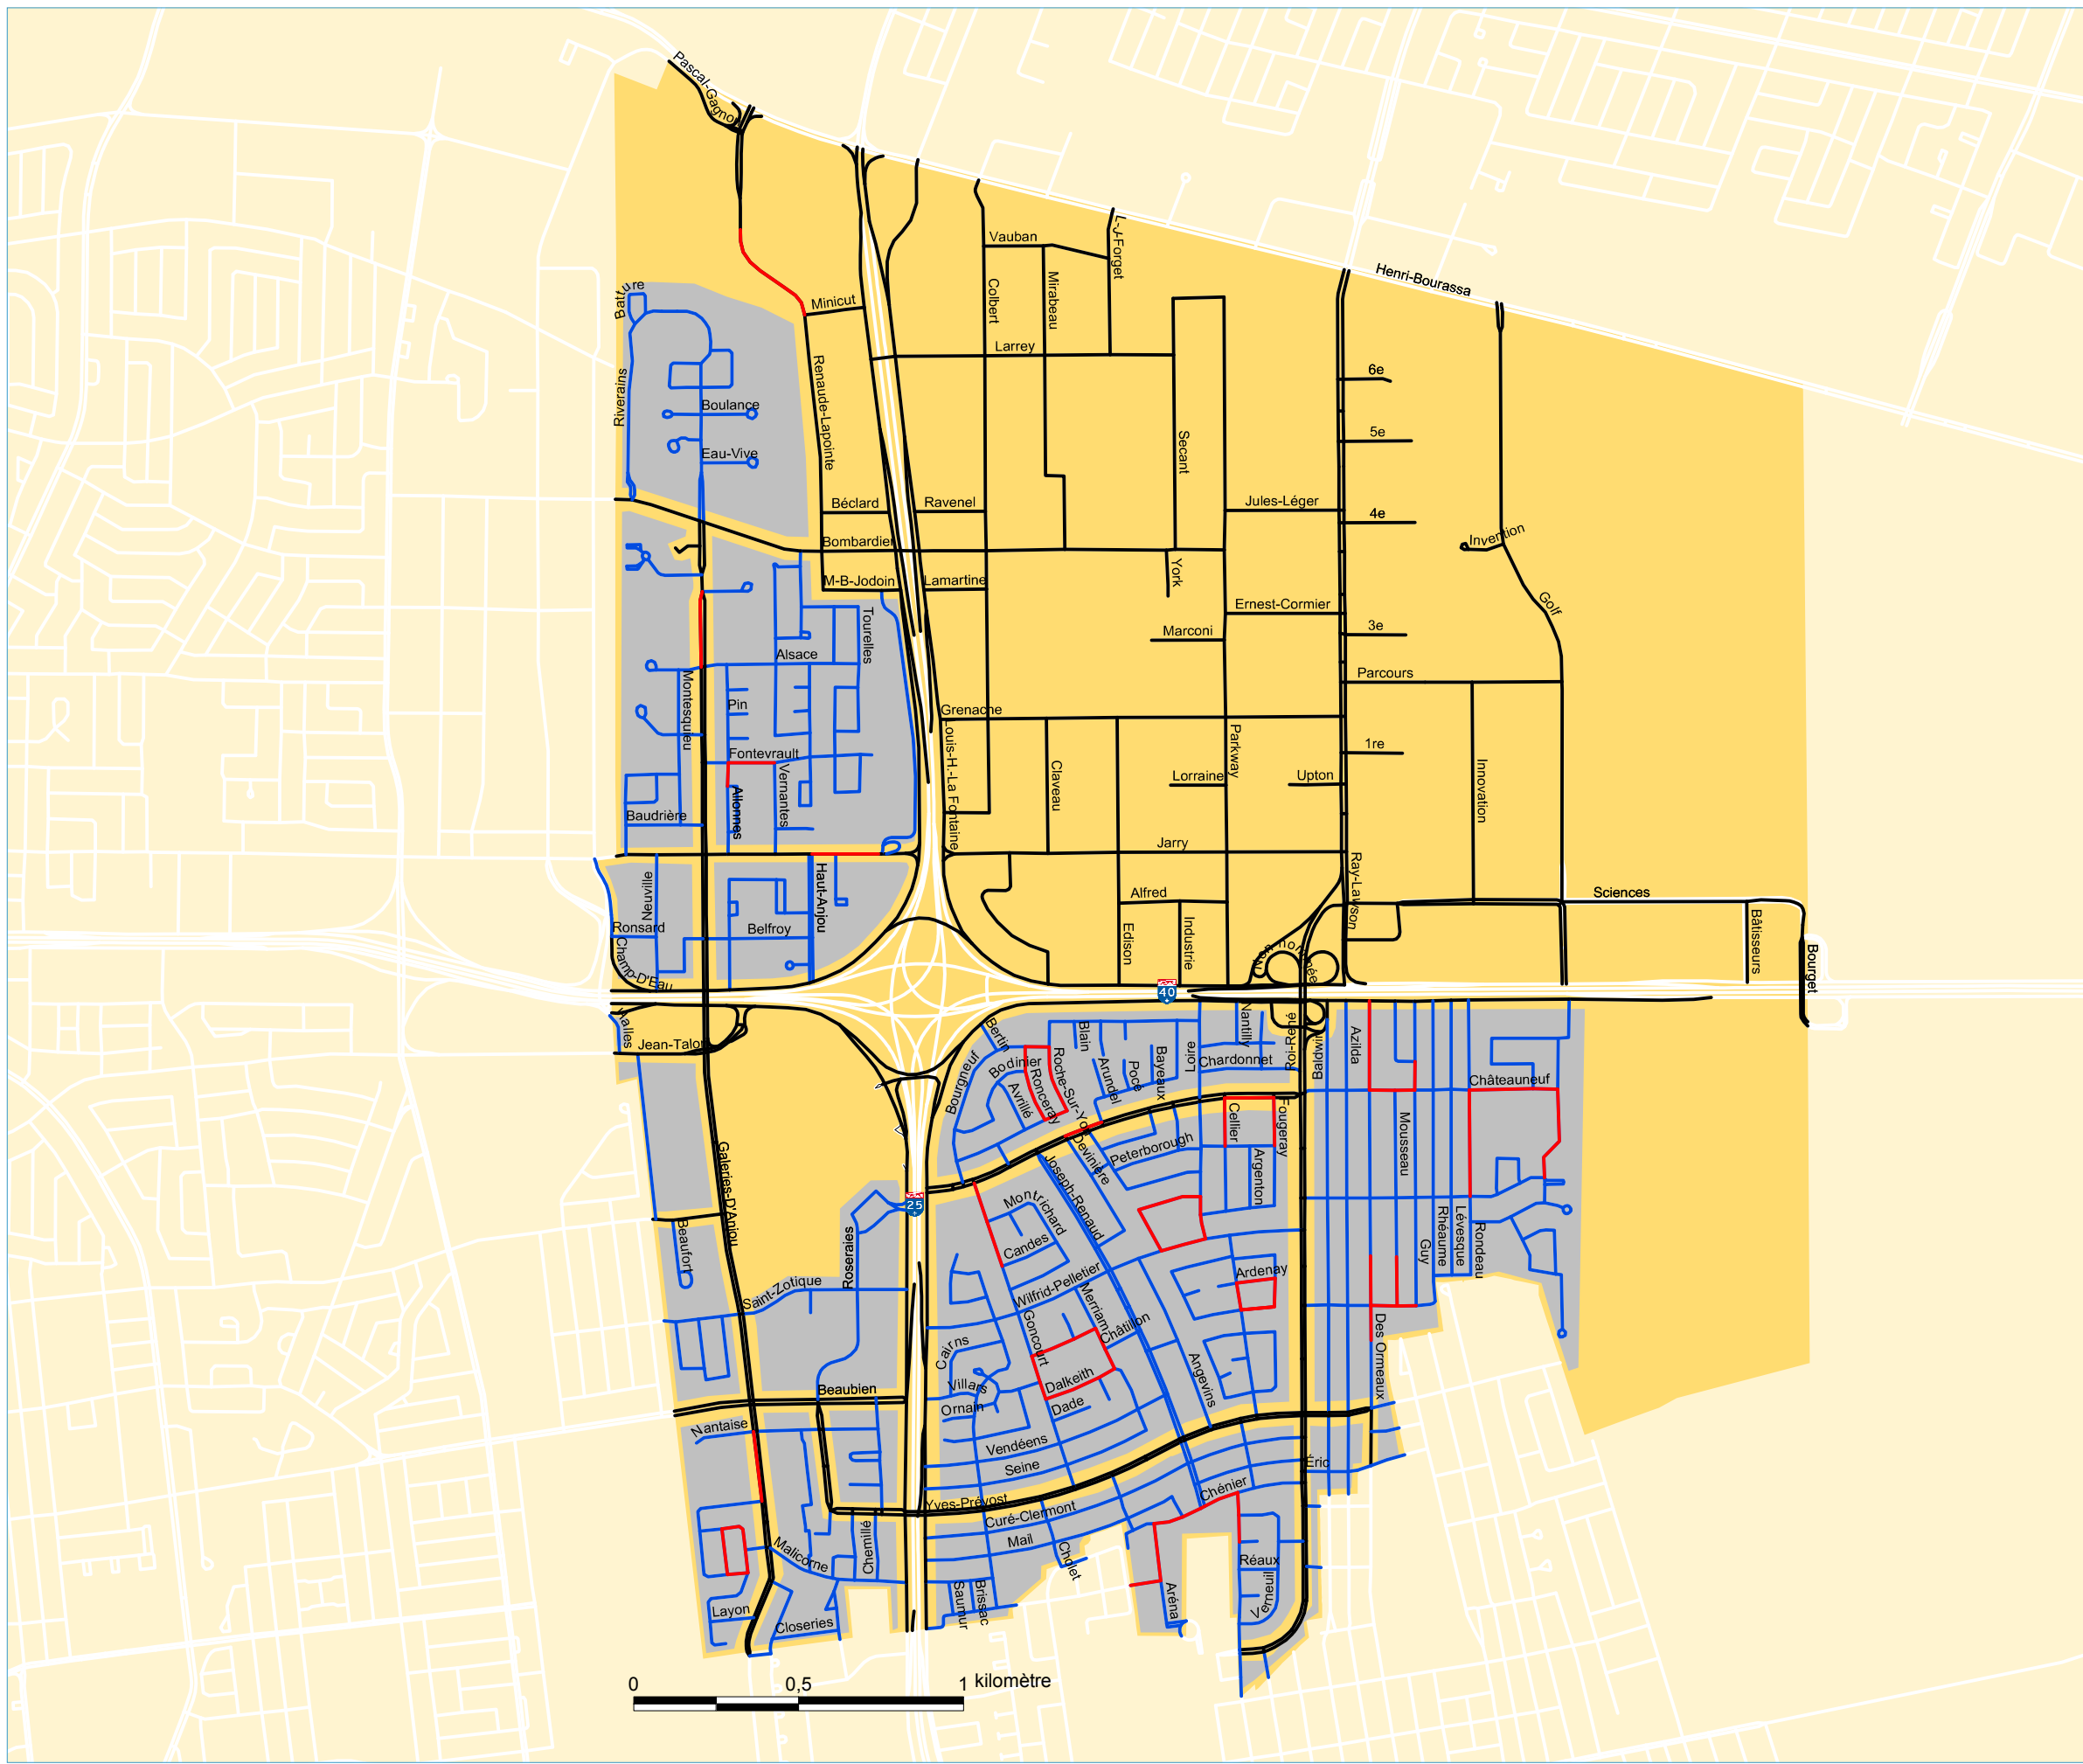 Pascal-Gagnon
Henri-Bourassa
L-J-Forget
Vauban
Mirabeau
Colbert
Batture
Minicut
Larrey
Renaude-Lapointe
Riverains
6e
Boulance
5e
Secant
Eau-Vive
Béclard
Ravenel
Jules-Léger
4e
Invention
Bombardier
York
M-B-Jodoin
Lamartine
Golf
Ernest-Cormier
Tourelles
Marconi
3e
Alsace
Parcours
Montesquieu
Pin
Grenache
Louis-H.-La Fontaine
Parkway
1re
Fontevrault
Vernantes
Claveau
Lorraine
Upton
Innovation
Allonnes
Baudrière
Jarry
Ray-Lawson
Haut-Anjou
Neuville
Alfred
Sciences
Ronsard
Belfroy
Edison
Industrie
Non nommée
Bâtisseurs
Bourget
Champ-D'Eau
40
Halles
Jean-Talon
Bertin
Nantilly
Roi-René
Baldwin
Azilda
Blain
Loire
Chardonnet
Bourgneuf
Bodinier
Roche-Sur-Yon
Ronceray
Avrillé
Arundel
Poce
Bayeaux
Châteauneuf
Cellier
Fougeray
Mousseau
Galeries-D'Anjou
Devinière
Peterborough
Joseph-Renaud
Argenton
25
Montrichard
Beaufort
Roseraies
Candes
Guy
Rhéaume
Lévesque
Rondeau
Saint-Zotique
Wilfrid-Pelletier
Ardenay
Merriam
Goncourt
Châtillon
Des Ormeaux
Cairns
Angevins
Villars
Dalkeith
Beaubien
Ornain
Dade
Nantaise
Vendéens
Seine
Éric
Chénier
Yves-Prévost
Curé-Clermont
Mail
Cholet
Chemillé
Malicorne
Réaux
Verneuil
Aréna
Saumur
Brissac
Layon
Closeries
0
0,5
1 kilomètre